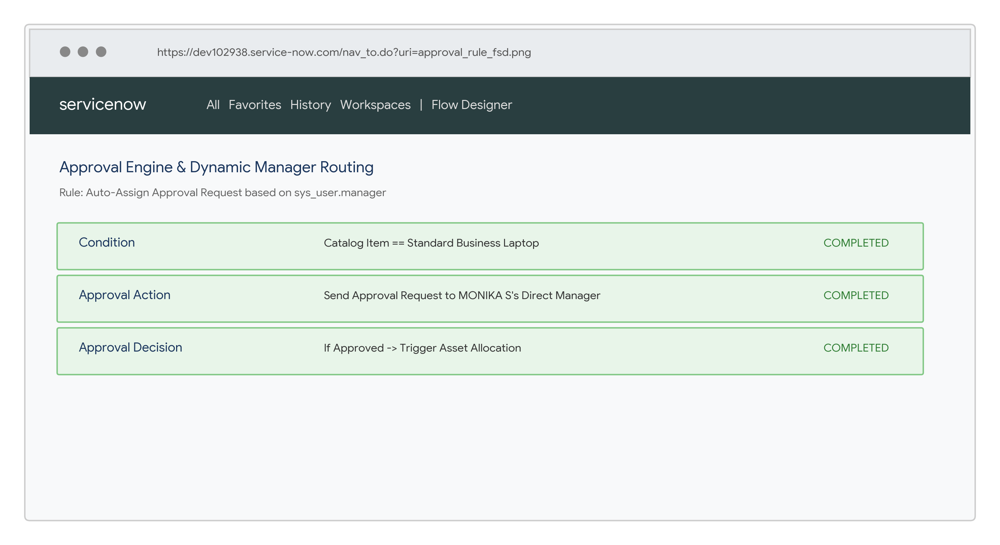 https://dev102938.service-now.com/nav_to.do?uri=approval_rule_fsd.png
servicenow All Favorites History Workspaces | Flow Designer
Approval Engine & Dynamic Manager Routing
Rule: Auto-Assign Approval Request based on sys_user.manager
Condition Catalog Item == Standard Business Laptop COMPLETED
Approval Action Send Approval Request to MONIKA S's Direct Manager COMPLETED
Approval Decision If Approved -> Trigger Asset Allocation COMPLETED